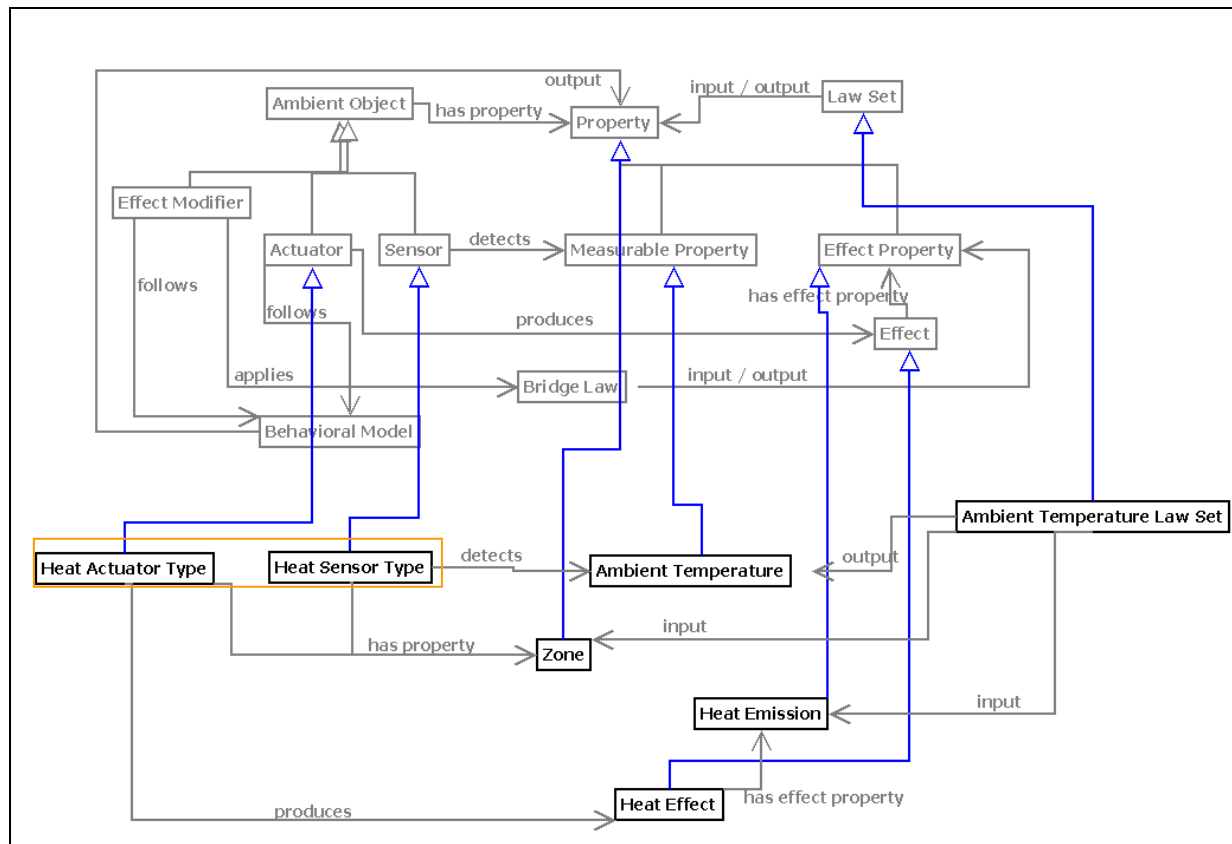 output
input / output
Law Set
Ambient Object
has property
Property
Effect Modifier
Actuator
Sensor
detects
Measurable Property
Effect Property
follows
has effect property
follows
produces
Effect
applies
Bridge Law
input / output
Behavioral Model
Ambient Temperature Law Set
Heat Actuator Type
Heat Sensor Type
detects
Ambient Temperature
output
has property
Zone
input
Heat Emission
input
Heat Effect
has effect property
produces